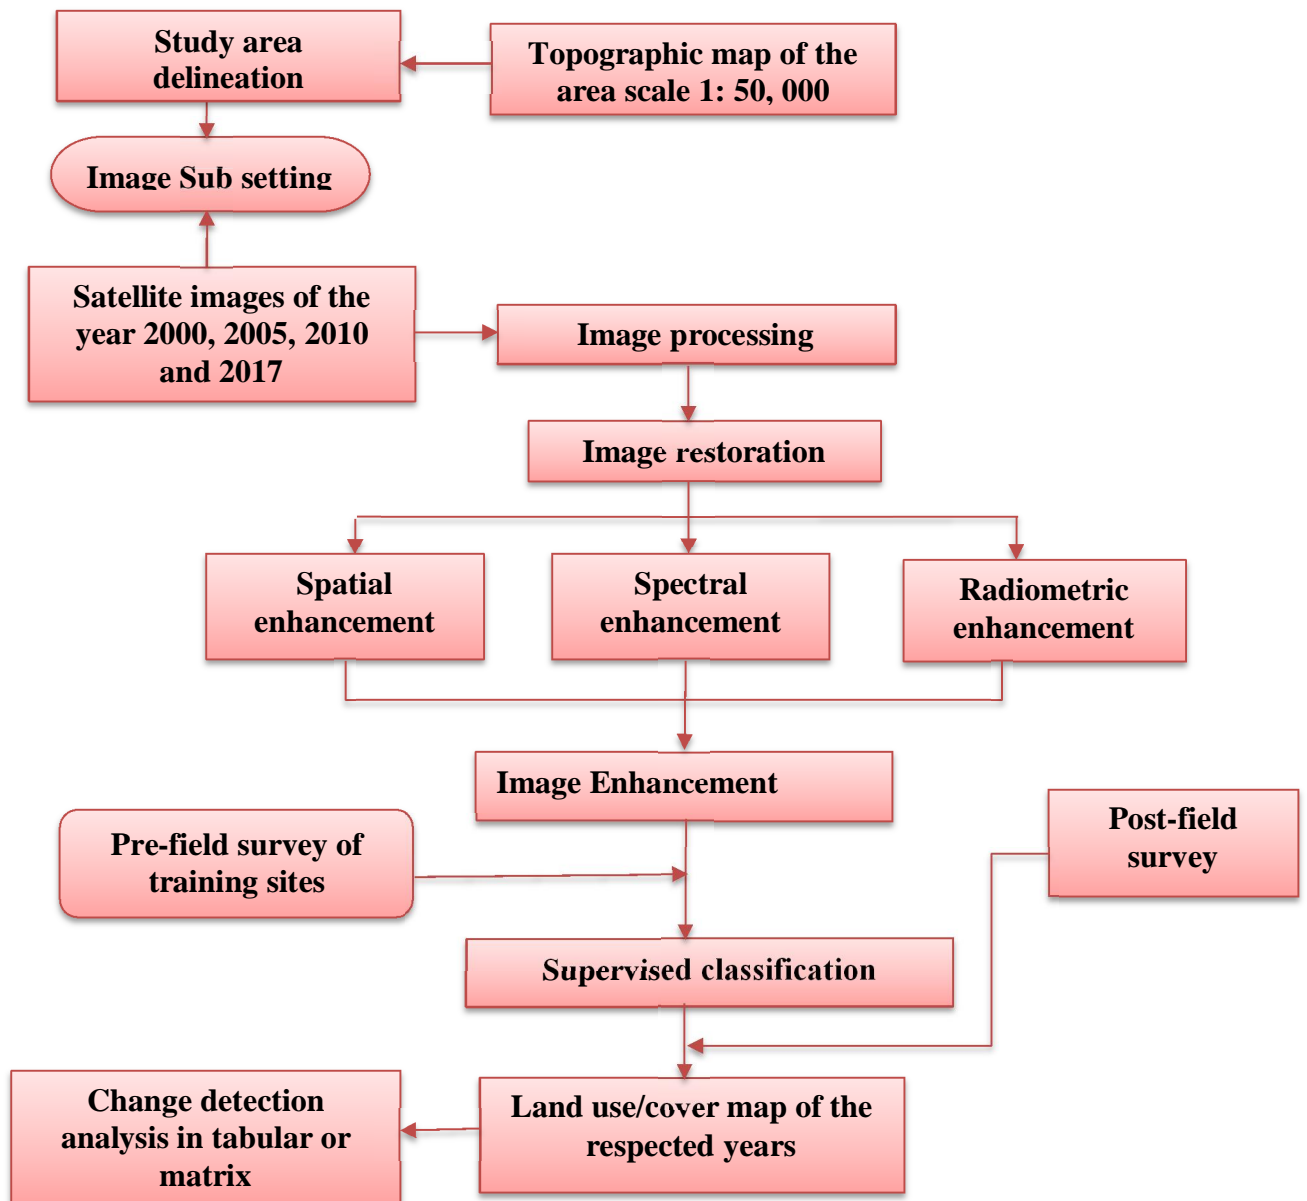 Study area
delineation
Topographic map of the
area scale 1: 50, 000
Image Sub setting
Satellite images of the
year 2000, 2005, 2010
and 2017
Image processing
Image restoration
Spatial
enhancement
Spectral
enhancement
Radiometric
enhancement
Image Enhancement
Pre-field survey of
training sites
Post-field
survey
Supervised classification
Land use/cover map of the
respected years
Change detection
analysis in tabular or
matrix